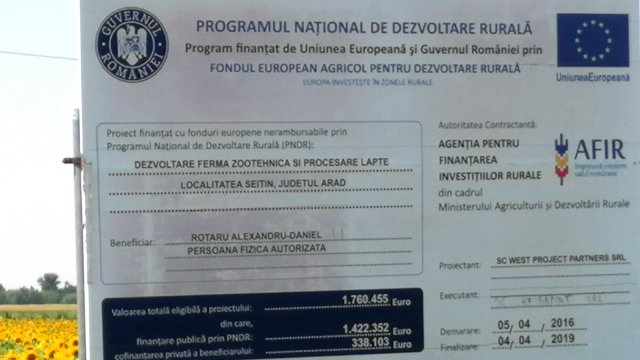 GUVERNUL ROMÂNIEI
PROGRAMUL NAȚIONAL DE DEZVOLTARE RURALĂ
Program finanțat de Uniunea Europeană și Guvernul României prin
FONDUL EUROPEAN AGRICOL PENTRU DEZVOLTARE RURALĂ
EUROPA INVESTEȘTE ÎN ZONELE RURALE.
UniuneaEuropeană
Proiect finanțat cu fonduri europene nerambursabile prin
Programul Național de Dezvoltare Rurală (PNDR):
DEZVOLTARE FERMA ZOOTEHNICA SI PROCESARE LAPTE
LOCALITATEA SEITIN, JUDETUL ARAD
Beneficiar: ROTARU ALEXANDRU-DANIEL
PERSOANA FIZICA AUTORIZATA
Valoarea totală eligibilă a proiectului: 1.760.455 Euro
din care,
finanțare publică prin PNDR: 1.422.352 Euro
cofinanțarea privată a beneficiarului: 338.103 Euro
Autoritatea Contractantă:
AGENȚIA PENTRU
FINANȚAREA
INVESTIȚIILOR RURALE
din cadrul
Ministerului Agriculturii și Dezvoltării Rurale
AFIR
Împreună creștem
satul românesc
Proiectant: SC WEST PROJECT PARTNERS SRL
Executant: SC
Demarare: 05/ 04/ 2016
Finalizare: 04/ 04/ 2019